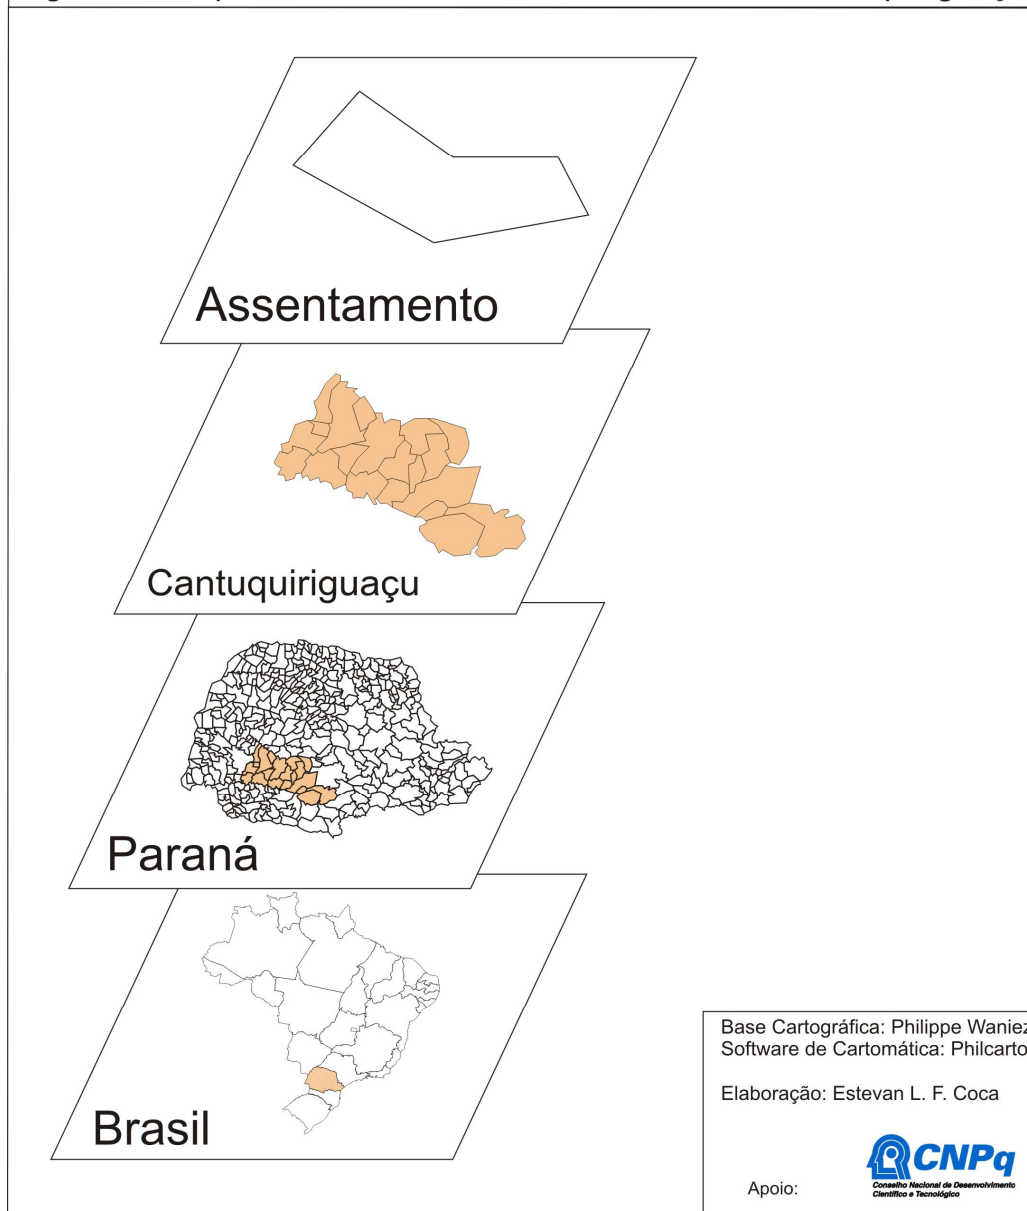 Assentamento
Cantuquiriguaçu
Paraná
Brasil
Base Cartográfica: Philippe Waniez
Software de Cartomática: Philcarto
Elaboração: Estevan L. F. Coca
Apoio:
CNPq
Conselho Nacional de Desenvolvimento
Científico e Tecnológico